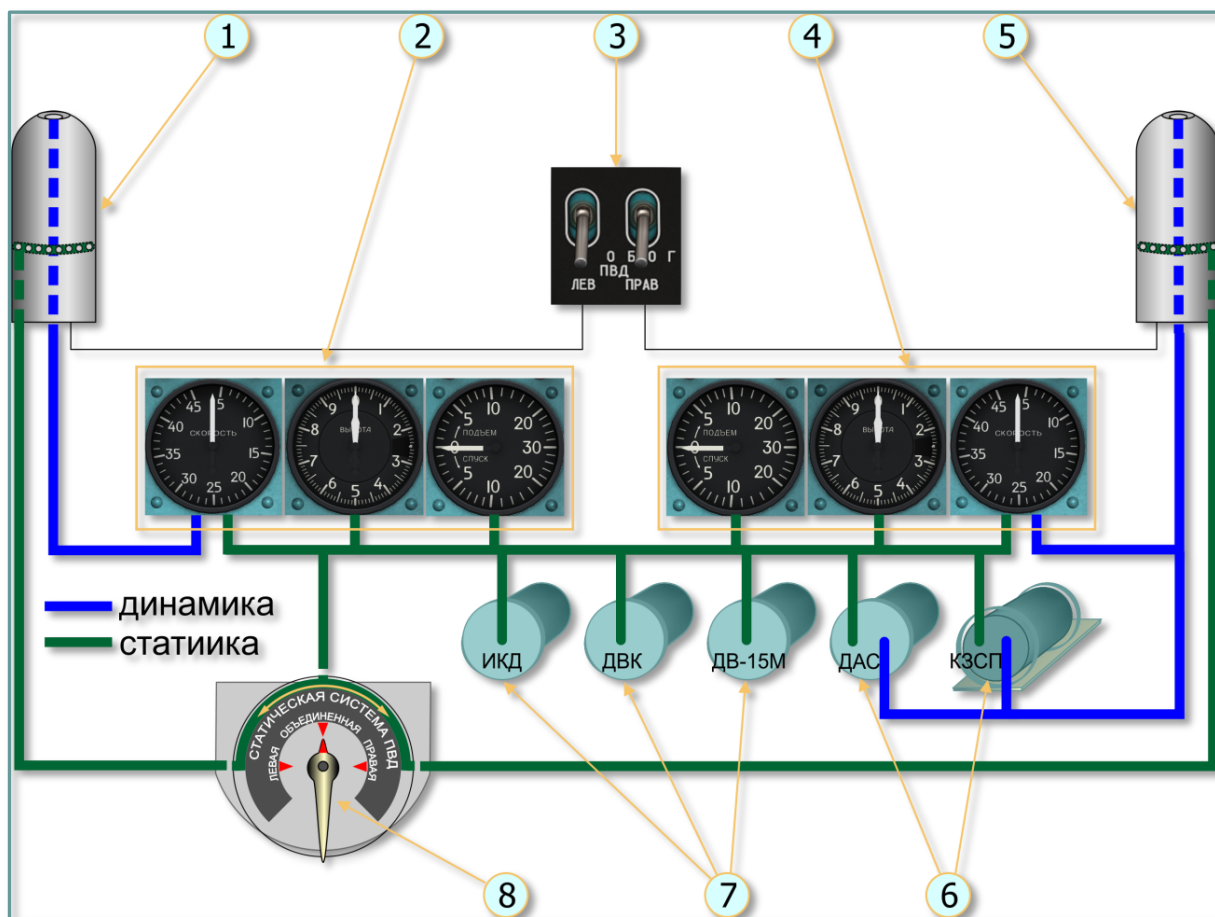 1 2 3 4 5
О БО Г
ПВД
ЛЕВ ПРАВ
45 5 10 15 20 25 30 35 СКОРОСТЬ
9 1 2 3 4 5 6 7 8 ВЫСОТА
5 10 20 30 20 10 5 0 ПОДЪЕМ СПУСК
5 10 20 30 20 10 5 0 ПОДЪЕМ СПУСК
9 1 2 3 4 5 6 7 8 ВЫСОТА
45 5 10 15 20 25 30 35 СКОРОСТЬ
динамика
статиика
ИКД ДВК ДВ-15М ДАС КЗСП
СТАТИЧЕСКАЯ СИСТЕМА ПВД
ЛЕВАЯ ОБЪЕДИНЕННАЯ ПРАВАЯ
8 7 6